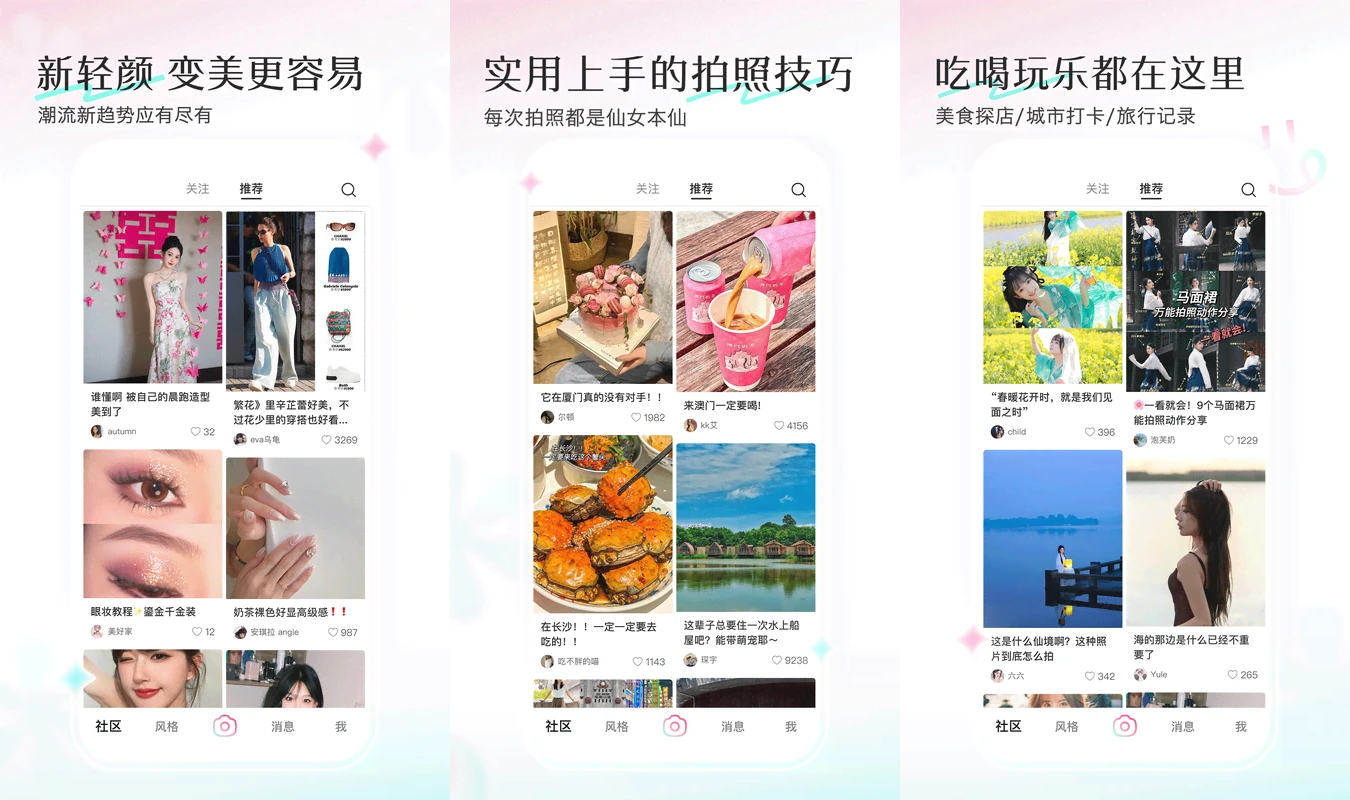 新轻颜 变美更容易
潮流新趋势应有尽有
关注 推荐
CHANEL
CHANEL
谁懂啊 被自己的晨跑造型
美到了
autumn 32
繁花》里辛芷蕾好美，不
过花少里的穿搭也好看...
eva乌龟 3269
眼妆教程✨鎏金千金装
美好家 12
奶茶裸色好显高级感❗❗
安琪拉 angie 987
社区 风格 消息 我
实用上手的拍照技巧
每次拍照都是仙女本仙
关注 推荐
它在厦门真的没有对手！！
尔顿 1982
来澳门一定要喝!
kk艾 4156
在长沙！！
一定要来吃这个蟹头
在长沙！！一定一定要去
吃的！！
吃不胖的喵 1143
这辈子总要住一次水上船
屋吧？能带萌宠耶～
琛宇 9238
社区 风格 消息 我
吃喝玩乐都在这里
美食探店/城市打卡/旅行记录
关注 推荐
“春暖花开时，就是我们见
面之时”
child 396
马面裙
万能拍照动作分享
一看就会!
🌸一看就会！9个马面裙万
能拍照动作分享
泡芙奶 1229
这是什么仙境啊？这种照
片到底怎么拍
六六 342
海的那边是什么已经不重
要了
Yule 265
社区 风格 消息 我